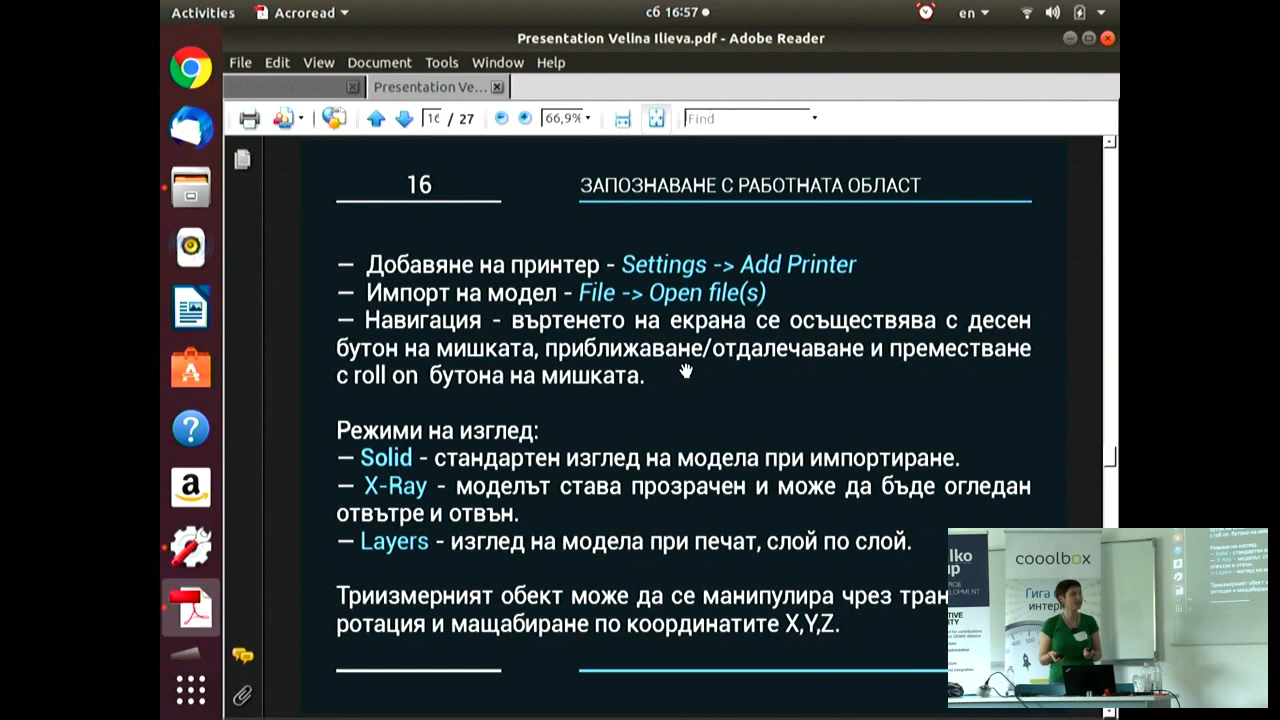 Activities Acroread сб 16:57 en
Presentation Velina Ilieva.pdf - Adobe Reader
File Edit View Document Tools Window Help
Presentation Ve...
16 / 27 66,9% Find
16 ЗАПОЗНАВАНЕ С РАБОТНАТА ОБЛАСТ
— Добавяне на принтер - Settings -> Add Printer
— Импорт на модел - File -> Open file(s)
— Навигация - въртенето на екрана се осъществява с десен
бутон на мишката, приближаване/отдалечаване и преместване
с roll on бутона на мишката.
Режими на изглед:
— Solid - стандартен изглед на модела при импортиране.
— X-Ray - моделът става прозрачен и може да бъде огледан
отвътре и отвън.
— Layers - изглед на модела при печат, слой по слой.
Триизмерният обект може да се манипулира чрез тран
ротация и мащабиране по координатите X,Y,Z.
cooolbox
Гига
интер